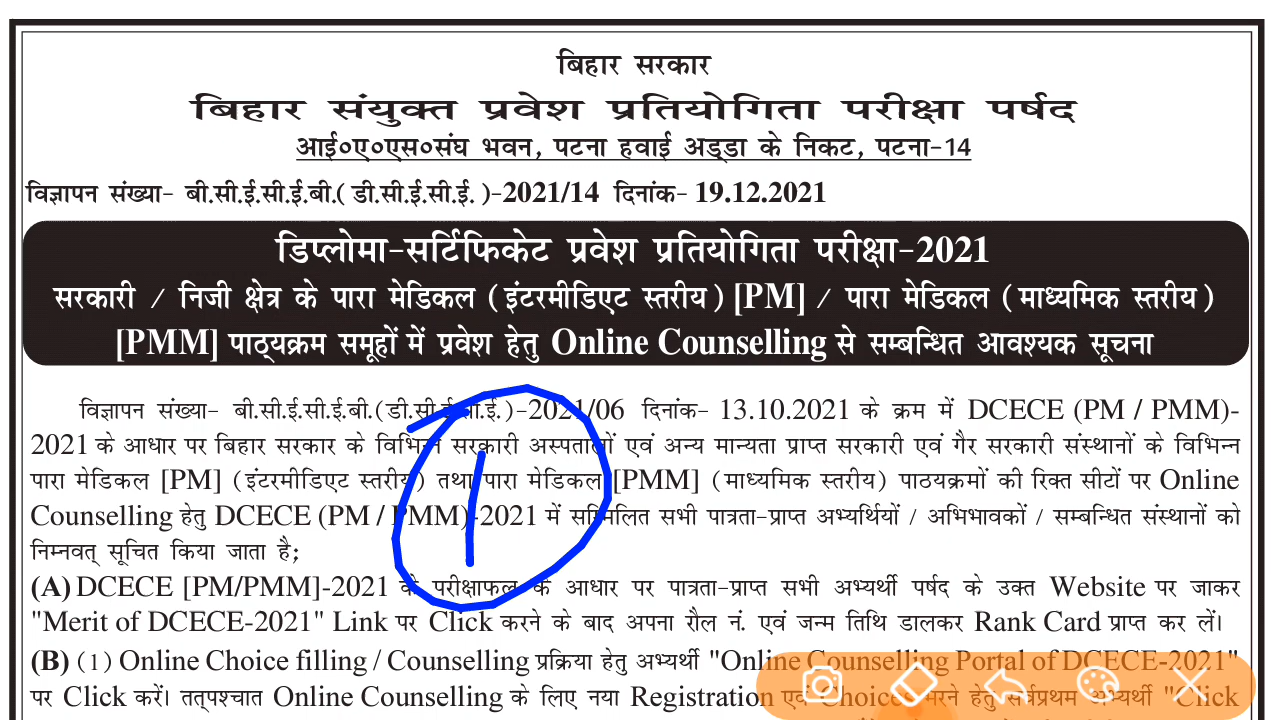 बिहार सरकार
बिहार संयुक्त प्रवेश प्रतियोगिता परीक्षा पर्षद
आई०ए०एस०संघ भवन, पटना हवाई अड्डा के निकट, पटना-14
विज्ञापन संख्या- बी.सी.ई.सी.ई.बी.( डी.सी.ई.सी.ई. )-2021/14 दिनांक- 19.12.2021
डिप्लोमा-सर्टिफिकेट प्रवेश प्रतियोगिता परीक्षा-2021
सरकारी / निजी क्षेत्र के पारा मेडिकल ( इंटरमीडिएट स्तरीय ) [PM] / पारा मेडिकल ( माध्यमिक स्तरीय )
[PMM] पाठ्यक्रम समूहों में प्रवेश हेतु Online Counselling से सम्बन्धित आवश्यक सूचना
विज्ञापन संख्या- बी.सी.ई.सी.ई.बी.(डी.सी.ई.सी.ई.)-2021/06 दिनांक- 13.10.2021 के क्रम में DCECE (PM / PMM)-
2021 के आधार पर बिहार सरकार के विभिन्न सरकारी अस्पतालों एवं अन्य मान्यता प्राप्त सरकारी एवं गैर सरकारी संस्थानों के विभिन्न
पारा मेडिकल [PM] (इंटरमीडिएट स्तरीय) तथा पारा मेडिकल [PMM] (माध्यमिक स्तरीय) पाठयक्रमों की रिक्त सीटों पर Online
Counselling हेतु DCECE (PM / PMM)-2021 में सम्मिलित सभी पात्रता-प्राप्त अभ्यर्थियों / अभिभावकों / सम्बन्धित संस्थानों को
निम्नवत् सूचित किया जाता है;
(A) DCECE [PM/PMM]-2021 के परीक्षाफल के आधार पर पात्रता-प्राप्त सभी अभ्यर्थी पर्षद के उक्त Website पर जाकर
"Merit of DCECE-2021" Link पर Click करने के बाद अपना रौल नं. एवं जन्म तिथि डालकर Rank Card प्राप्त कर लें।
(B) (1) Online Choice filling / Counselling प्रक्रिया हेतु अभ्यर्थी "Online Counselling Portal of DCECE-2021"
पर Click करें। तत्पश्चात Online Counselling के लिए नया Registration एवं Choices भरने हेतु सर्वप्रथम अभ्यर्थी "Click